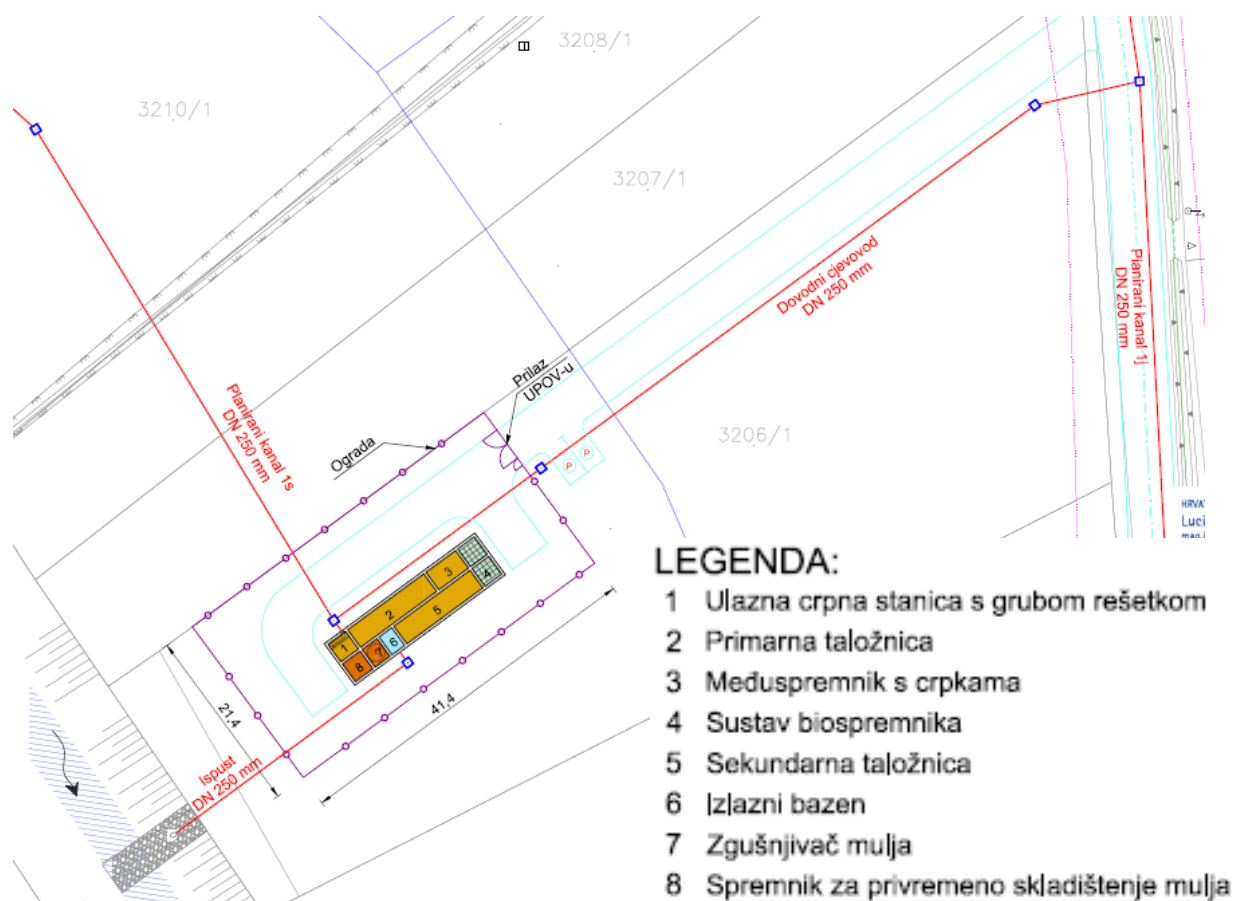 3208/1
3210/1
3207/1
Planirani kanal 1j
DN 250 mm
Dovodni cjevovod
DN 250 mm
Prilaz
UPOV-u
Planirani kanal 1s
DN 250 mm
Ograda
3206/1
P
P
HRVA
Luci
1
2
3
4
5
6
7
8
21,4
41,4
Ispust
DN 250 mm
LEGENDA:
1 Ulazna crpna stanica s grubom rešetkom
2 Primarna taložnica
3 Međuspremnik s crpkama
4 Sustav biospremnika
5 Sekundarna taložnica
6 Izlazni bazen
7 Zgušnjivač mulja
8 Spremnik za privremeno skladištenje mulja